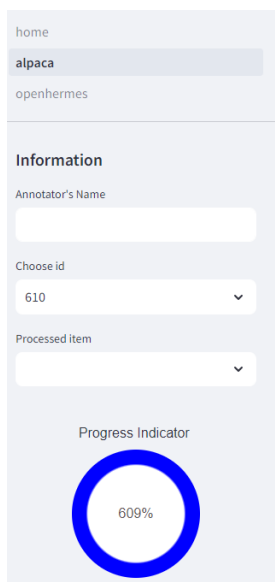 home
alpaca
openhermes
Information
Annotator's Name
Choose id
610
Processed item
Progress Indicator
609%